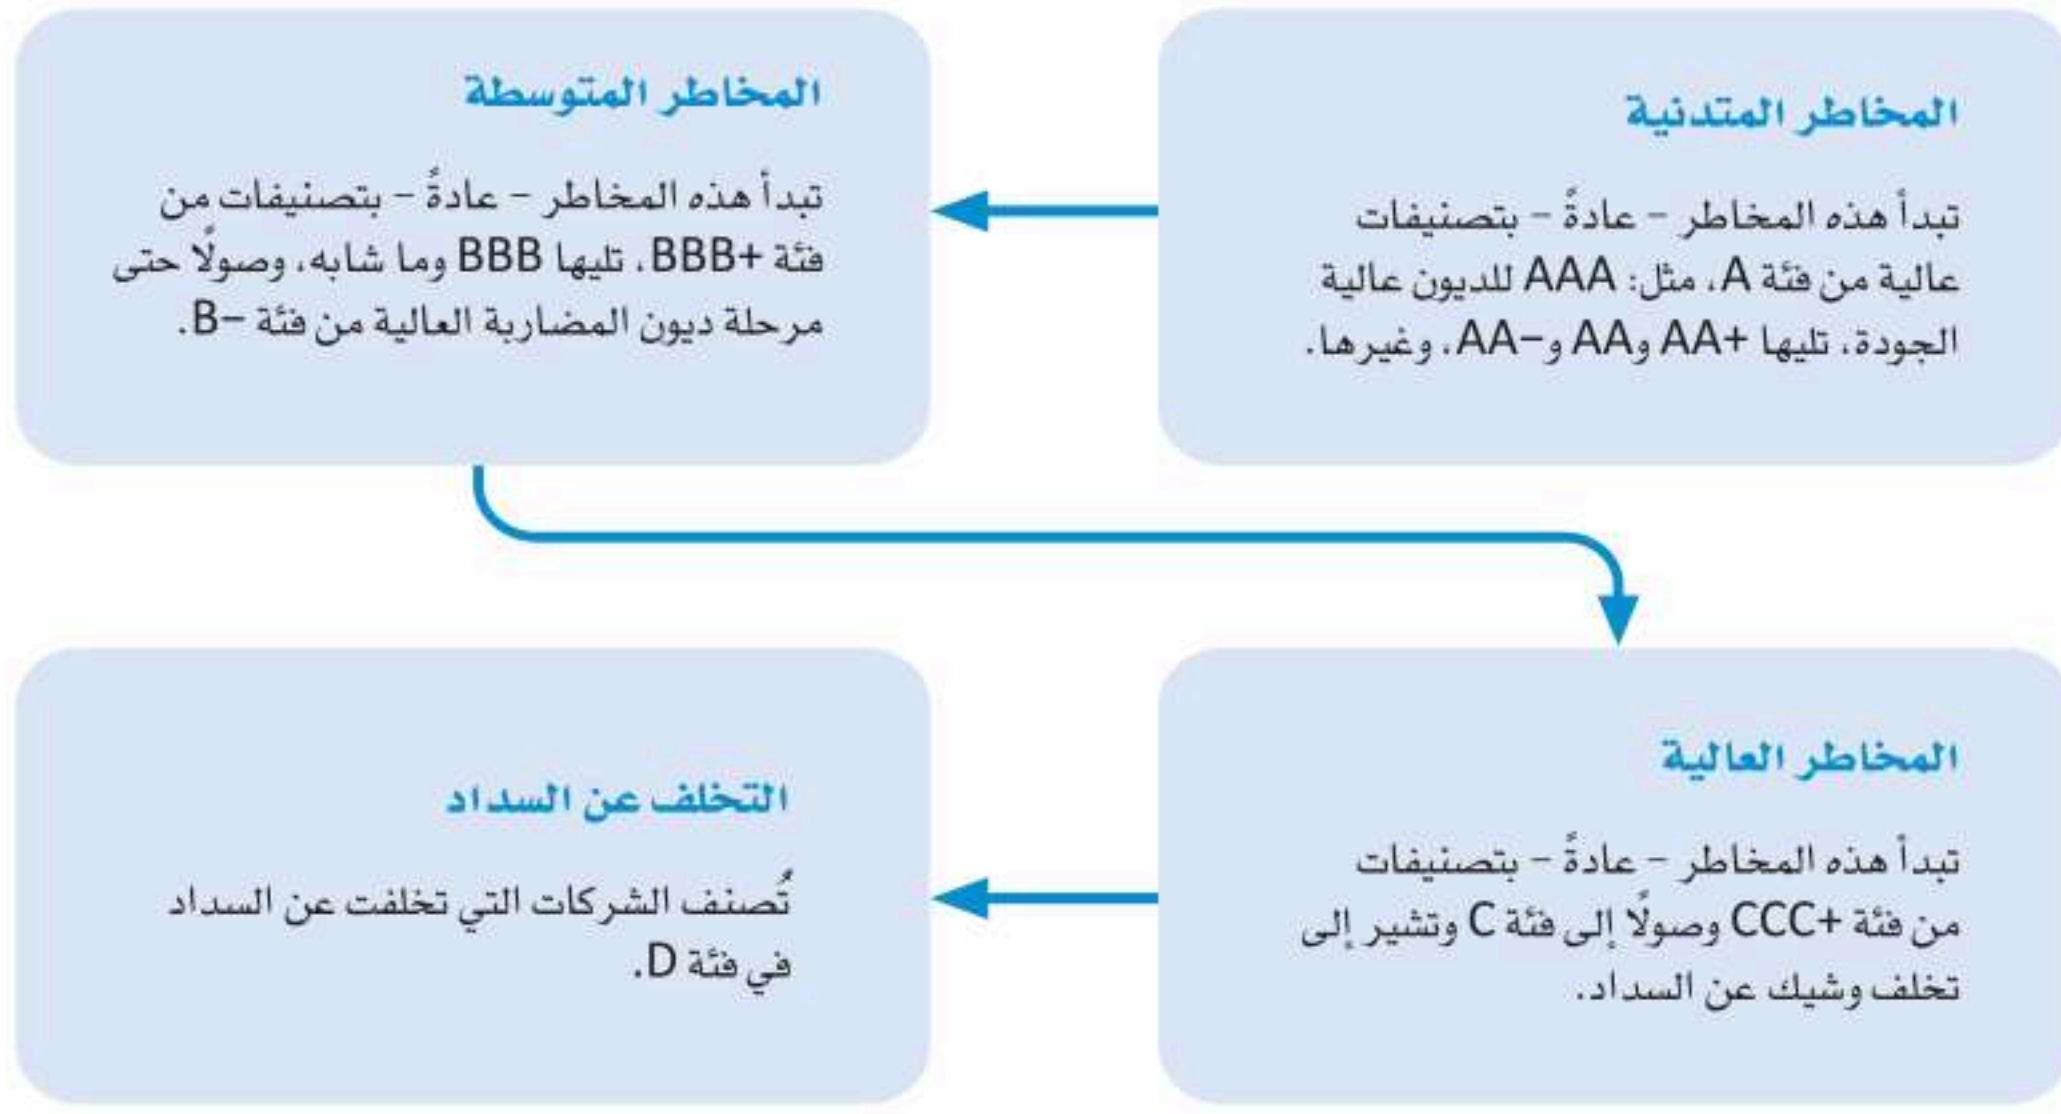 المخاطر المتدنية
تبدأ هذه المخاطر – عادةً – بتصنيفات
عالية من فئة A، مثل: AAA للديون عالية
الجودة، تليها +AA وAA و–AA، وغيرها.
المخاطر المتوسطة
تبدأ هذه المخاطر – عادةً – بتصنيفات من
فئة +BBB، تليها BBB وما شابه، وصولًا حتى
مرحلة ديون المضاربة العالية من فئة –B.
المخاطر العالية
تبدأ هذه المخاطر – عادةً – بتصنيفات
من فئة +CCC وصولًا إلى فئة C وتشير إلى
تخلف وشيك عن السداد.
التخلف عن السداد
تُصنف الشركات التي تخلفت عن السداد
في فئة D.